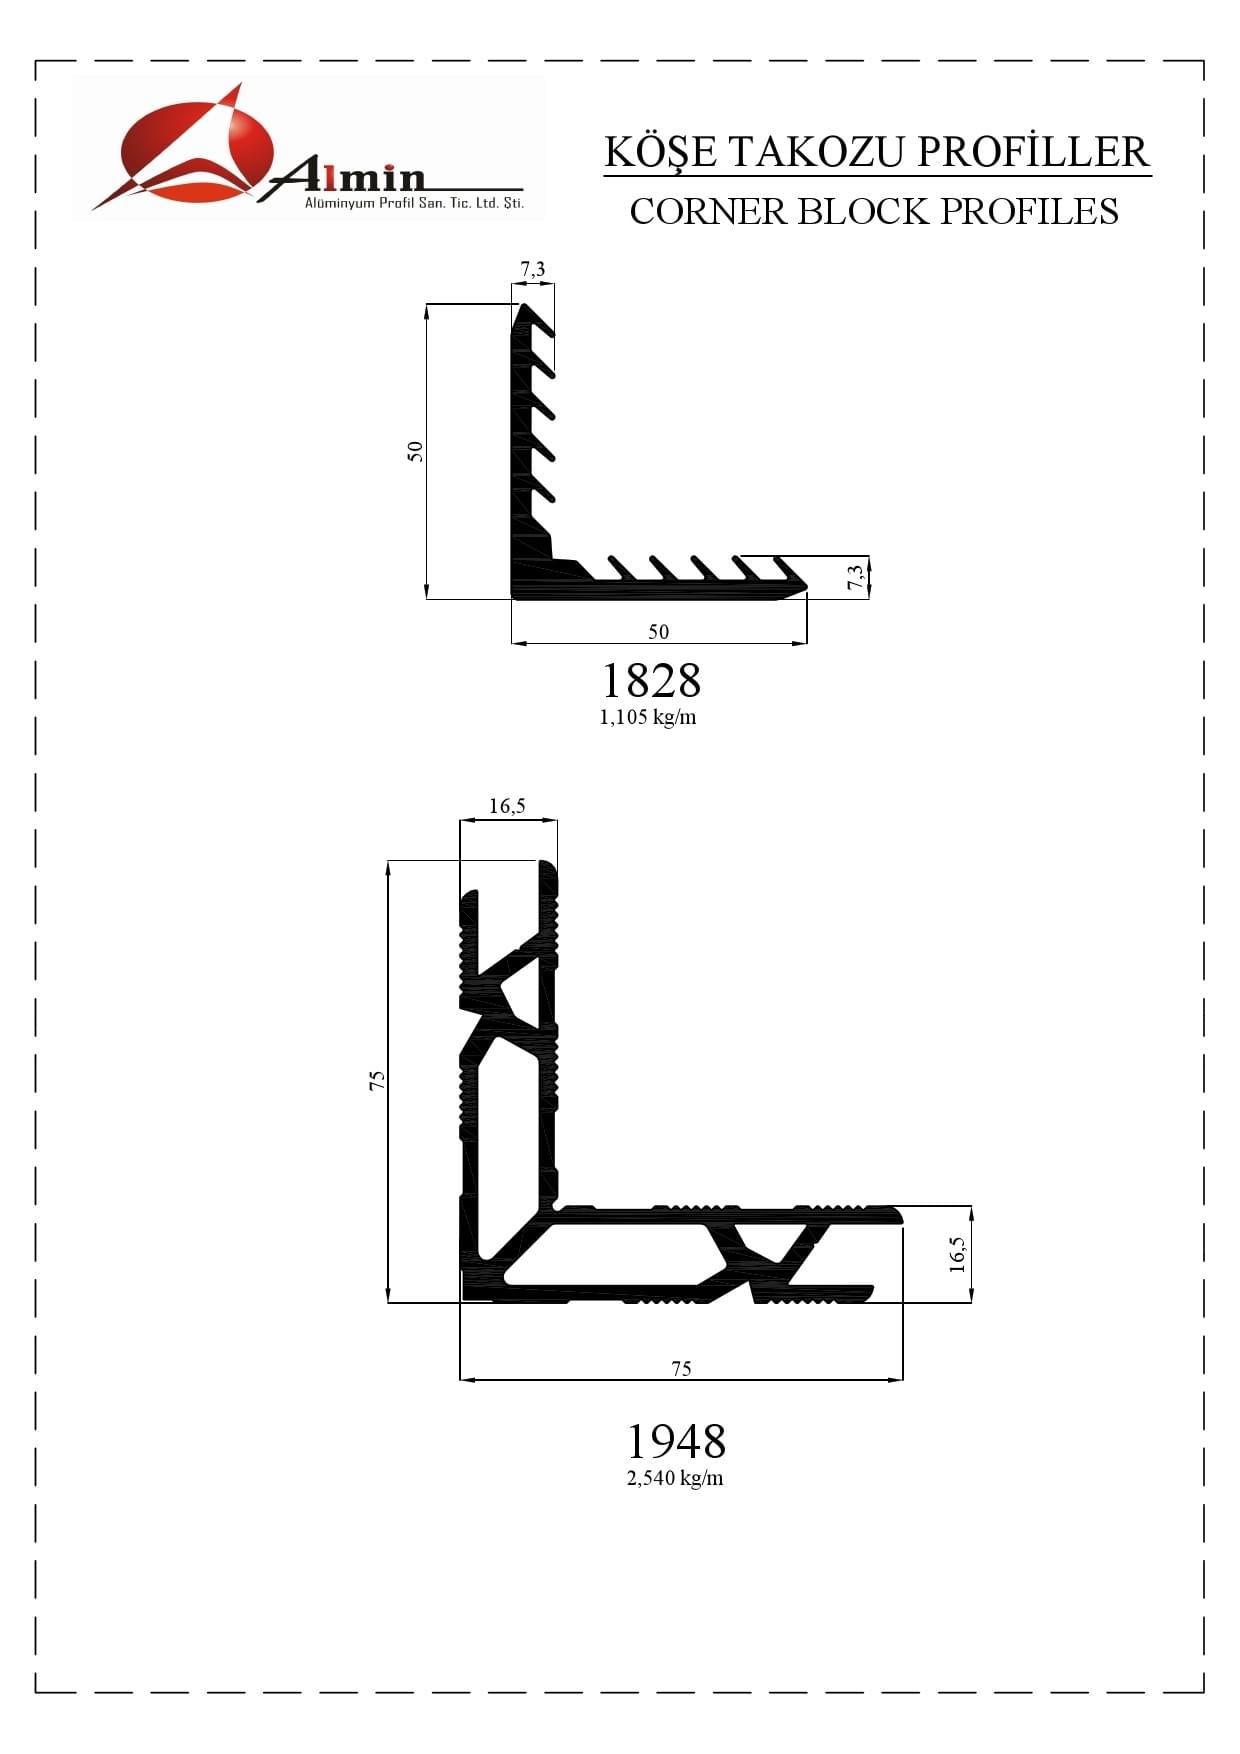 Almin
Alüminyum Profil San. Tic. Ltd. Şti.
KÖŞE TAKOZU PROFİLLER
CORNER BLOCK PROFILES
7,3
50
7,3
50
1828
1,105 kg/m
16,5
75
16,5
75
1948
2,540 kg/m